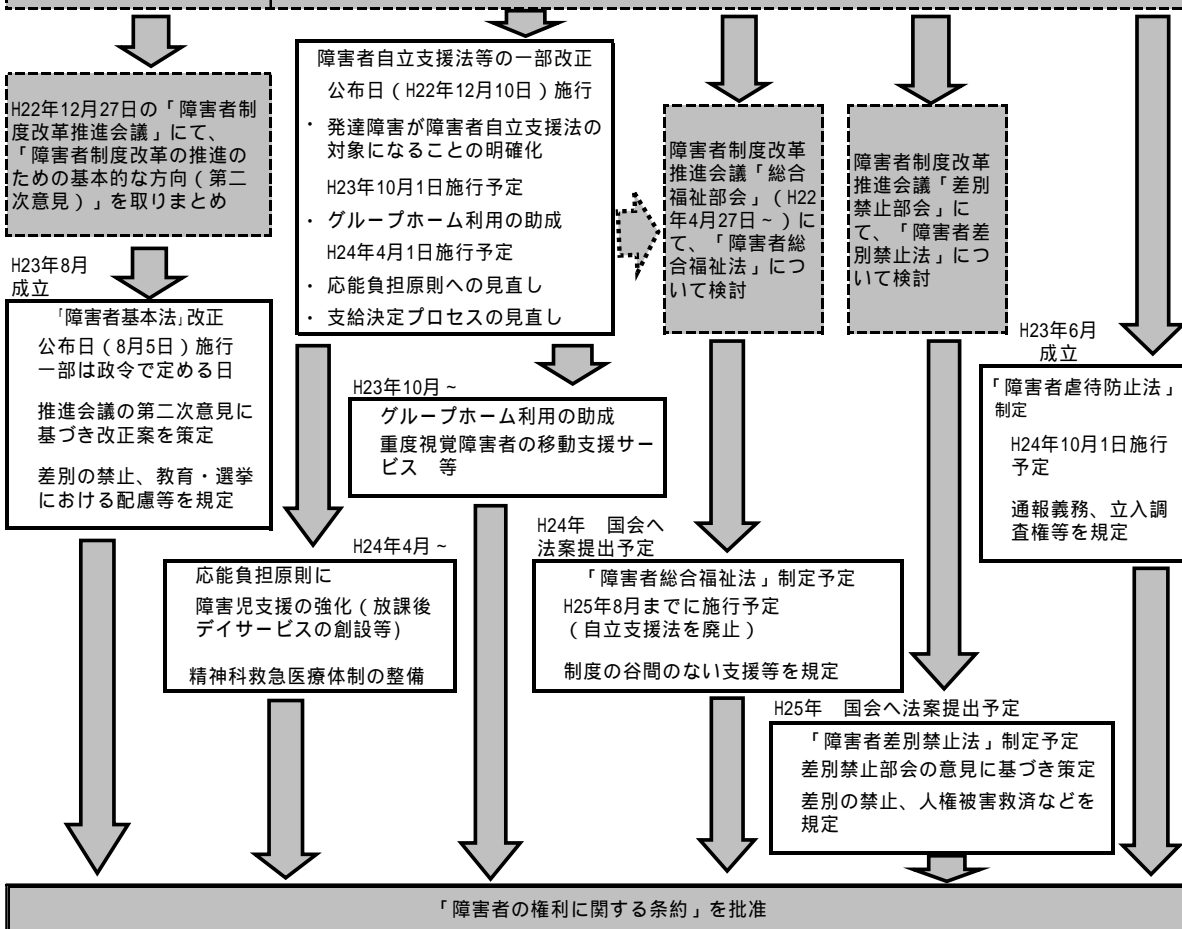 障害者自立支援法等の一部改正
公布日（H22年12月10日）施行
・ 発達障害が障害者自立支援法の
対象になることの明確化
H23年10月1日施行予定
・ グループホーム利用の助成
H24年4月1日施行予定
・ 応能負担原則への見直し
・ 支給決定プロセスの見直し
H22年12月27日の「障害者制
度改革推進会議」にて、
「障害者制度改革の推進の
ための基本的な方向（第二
次意見）」を取りまとめ
障害者制度改革
推進会議「総合
福祉部会」（H22
年4月27日～）に
て、「障害者総
合福祉法」につ
いて検討
障害者制度改革
推進会議「差別
禁止部会」に
て、「障害者差
別禁止法」につ
いて検討
H23年8月
成立
「障害者基本法」改正
公布日（8月5日）施行
一部は政令で定める日
推進会議の第二次意見に
基づき改正案を策定
差別の禁止、教育・選挙
における配慮等を規定
H23年6月
成立
「障害者虐待防止法」
制定
H24年10月1日施行
予定
通報義務、立入調
査権等を規定
H23年10月～
グループホーム利用の助成
重度視覚障害者の移動支援サー
ビス　等
H24年4月～
応能負担原則に
障害児支援の強化（放課後
デイサービスの創設等)
精神科救急医療体制の整備
H24年　国会へ
法案提出予定
「障害者総合福祉法」制定予定
H25年8月までに施行予定
（自立支援法を廃止）
制度の谷間のない支援等を規定
H25年　国会へ法案提出予定
「障害者差別禁止法」制定予定
差別禁止部会の意見に基づき策定
差別の禁止、人権被害救済などを
規定
「障害者の権利に関する条約」を批准